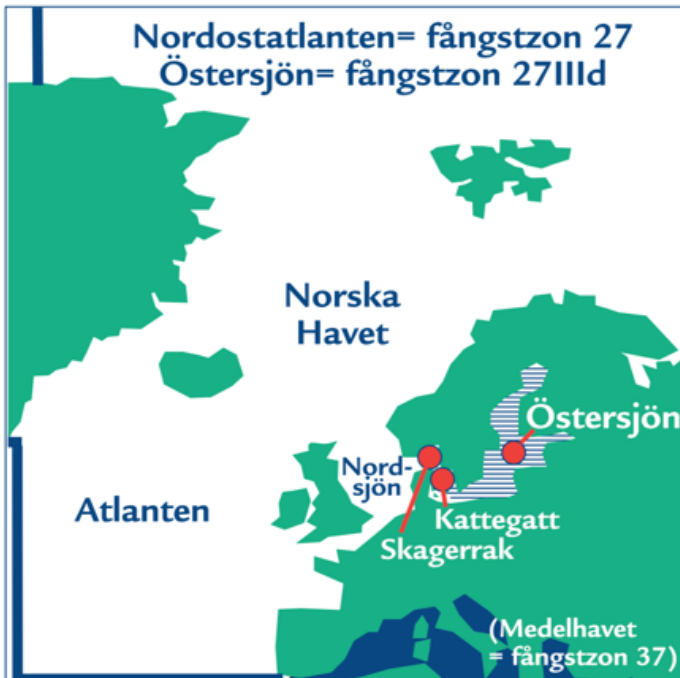 Nordostatlanten= fångstzon 27
Östersjön= fångstzon 27IIId
Norska
Havet
Östersjön
Nord-
sjön
Atlanten
Kattegatt
Skagerrak
(Medelhavet
= fångstzon 37)